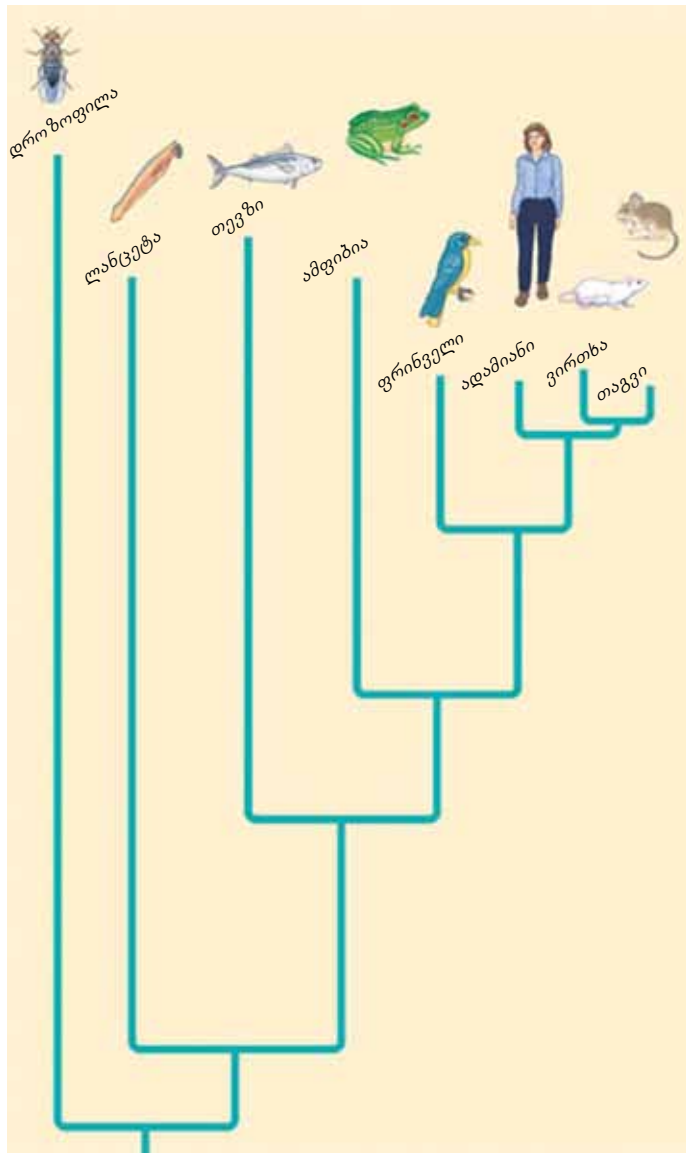 დროზოფილა
ლანცეტა
თევზი
ამფიბია
ფრინველი
ადამიანი
ვირთხა
თაგვი